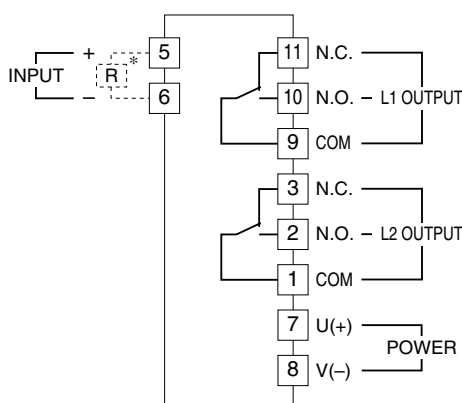 + 5 11 N.C.
INPUT R *
− 6 10 N.O. L1 OUTPUT
9 COM
3 N.C.
2 N.O. L2 OUTPUT
1 COM
7 U(+)
POWER
8 V(−)